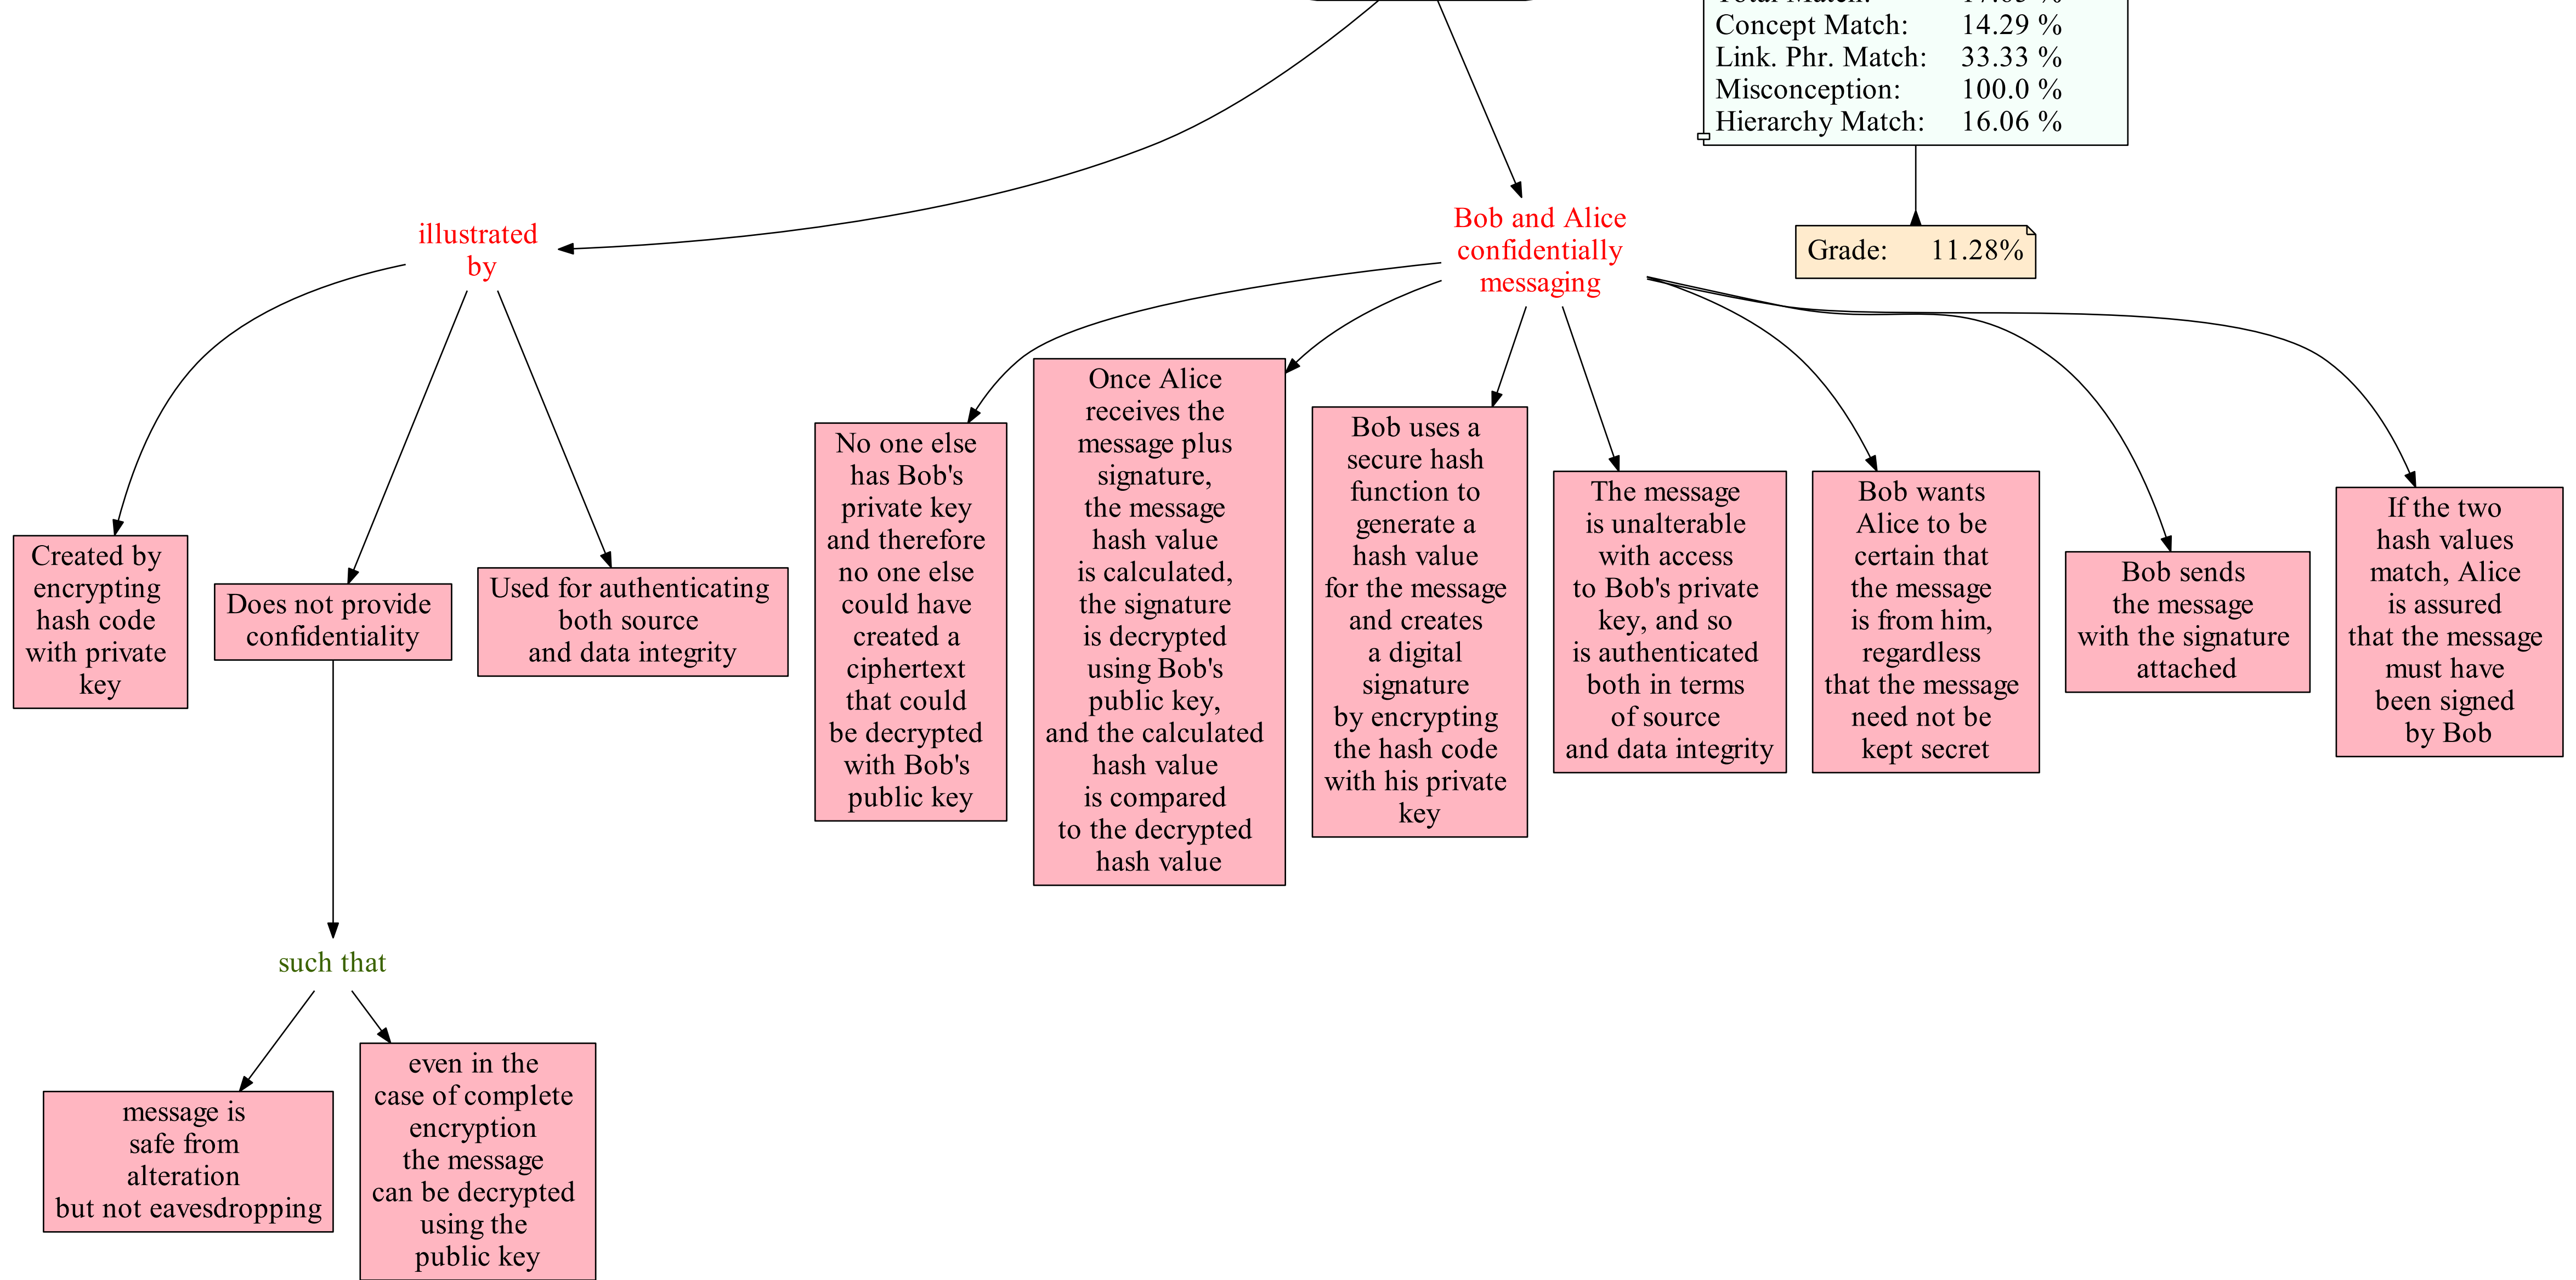 Concept Match: 14.29 %
Link. Phr. Match: 33.33 %
Misconception: 100.0 %
Hierarchy Match: 16.06 %
Grade: 11.28%
illustrated
by
Bob and Alice
confidentially
messaging
Created by
encrypting
hash code
with private
key
Does not provide
confidentiality
Used for authenticating
both source
and data integrity
No one else
has Bob's
private key
and therefore
no one else
could have
created a
ciphertext
that could
be decrypted
with Bob's
public key
Once Alice
receives the
message plus
signature,
the message
hash value
is calculated,
the signature
is decrypted
using Bob's
public key,
and the calculated
hash value
is compared
to the decrypted
hash value
Bob uses a
secure hash
function to
generate a
hash value
for the message
and creates
a digital
signature
by encrypting
the hash code
with his private
key
The message
is unalterable
with access
to Bob's private
key, and so
is authenticated
both in terms
of source
and data integrity
Bob wants
Alice to be
certain that
the message
is from him,
regardless
that the message
need not be
kept secret
Bob sends
the message
with the signature
attached
If the two
hash values
match, Alice
is assured
that the message
must have
been signed
by Bob
such that
message is
safe from
alteration
but not eavesdropping
even in the
case of complete
encryption
the message
can be decrypted
using the
public key